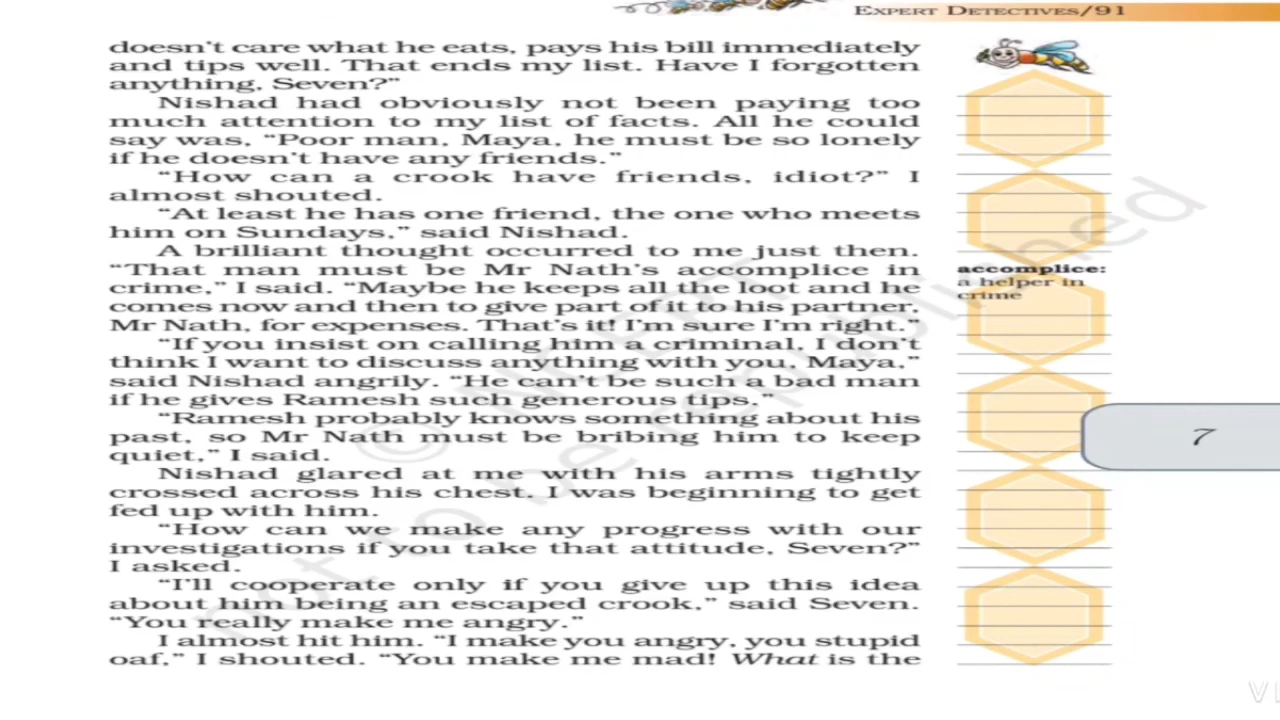 EXPERT DETECTIVES/91
doesn't care what he eats, pays his bill immediately
and tips well. That ends my list. Have I forgotten
anything, Seven?"
Nishad had obviously not been paying too
much attention to my list of facts. All he could
say was, "Poor man, Maya, he must be so lonely
if he doesn't have any friends."
"How can a crook have friends, idiot?" I
almost shouted.
"At least he has one friend, the one who meets
him on Sundays," said Nishad.
A brilliant thought occurred to me just then.
"That man must be Mr Nath's accomplice in
crime," I said. "Maybe he keeps all the loot and he
comes now and then to give part of it to his partner,
Mr Nath, for expenses. That's it! I'm sure I'm right."
"If you insist on calling him a criminal, I don't
think I want to discuss anything with you, Maya,"
said Nishad angrily. "He can't be such a bad man
if he gives Ramesh such generous tips."
"Ramesh probably knows something about his
past, so Mr Nath must be bribing him to keep
quiet," I said.
Nishad glared at me with his arms tightly
crossed across his chest. I was beginning to get
fed up with him.
"How can we make any progress with our
investigations if you take that attitude, Seven?"
I asked.
"I'll cooperate only if you give up this idea
about him being an escaped crook," said Seven.
"You really make me angry."
I almost hit him. "I make you angry, you stupid
oaf," I shouted. "You make me mad! What is the
accomplice:
a helper in
crime
7
not to be republished